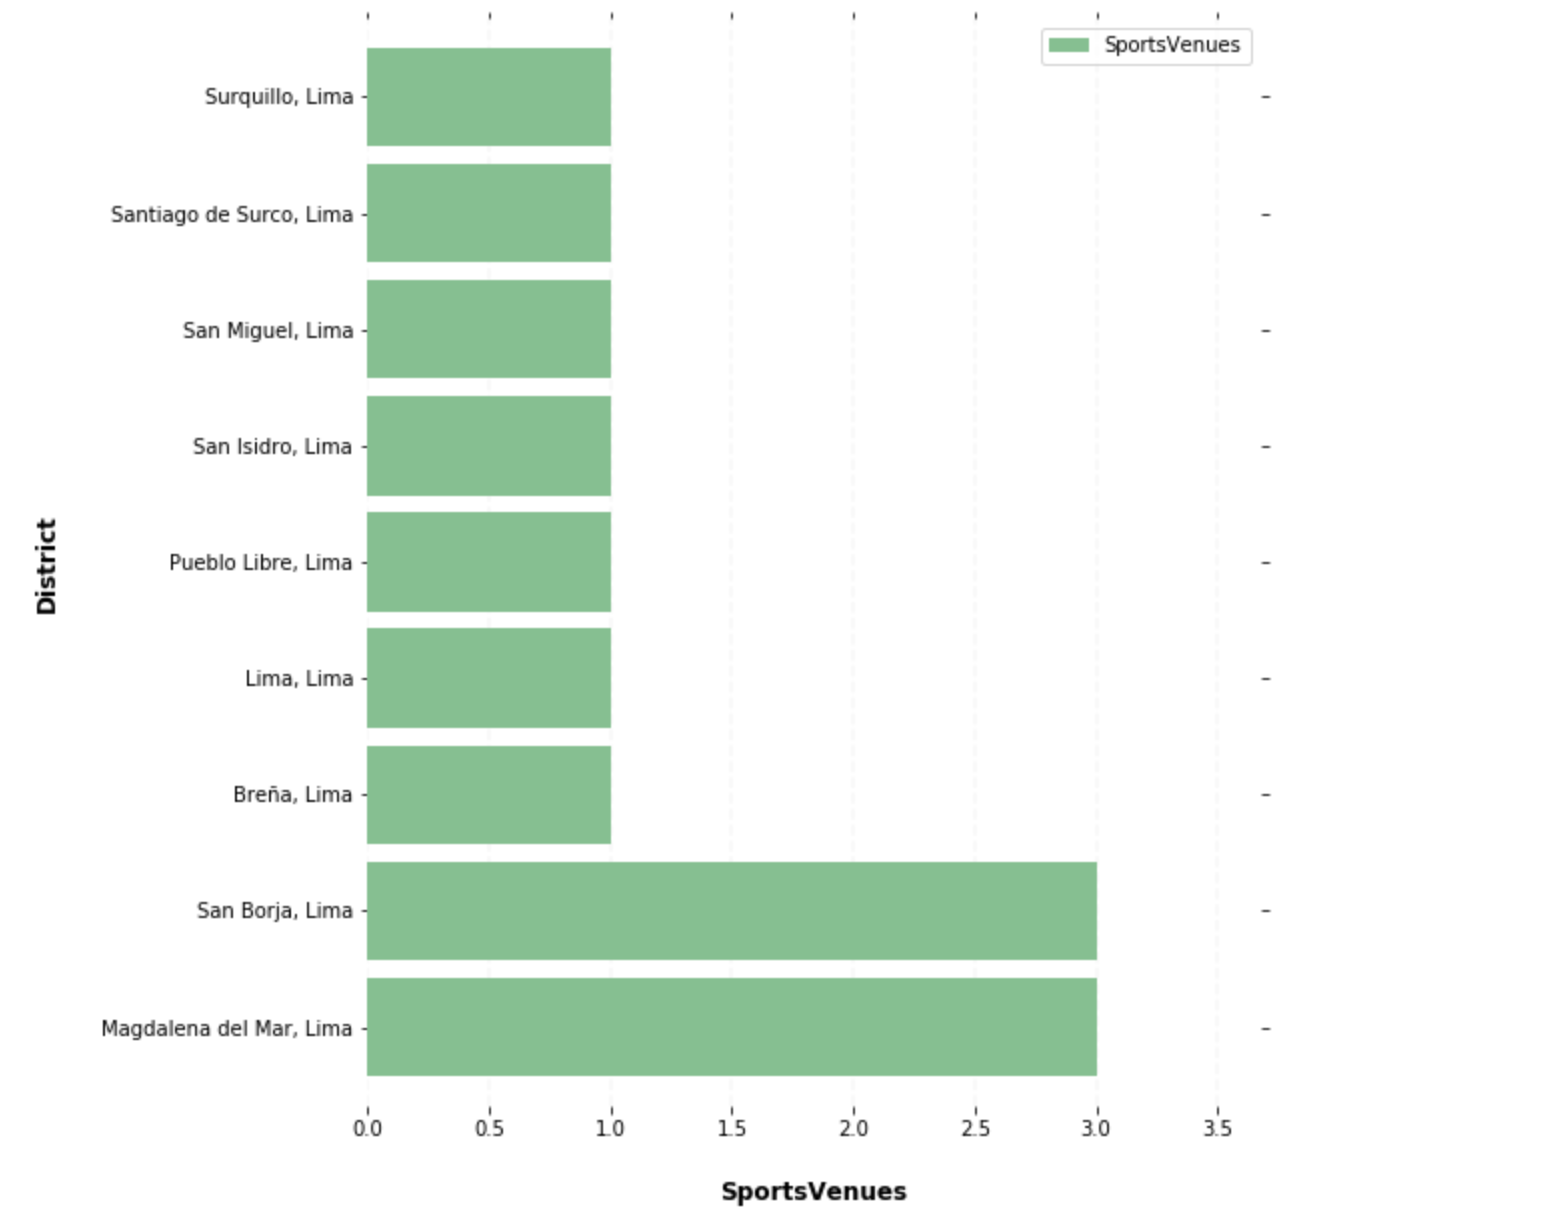 SportsVenues
Surquillo, Lima
Santiago de Surco, Lima
San Miguel, Lima
San Isidro, Lima
Pueblo Libre, Lima
Lima, Lima
Breña, Lima
San Borja, Lima
Magdalena del Mar, Lima
District
0.0 0.5 1.0 1.5 2.0 2.5 3.0 3.5
SportsVenues